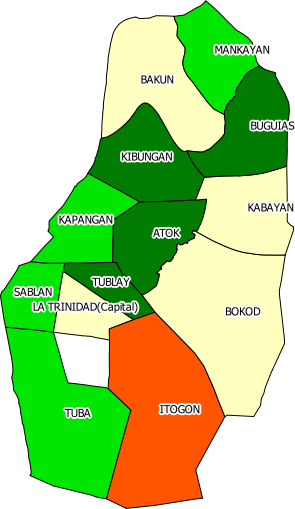 MANKAYAN
BAKUN
BUGUIAS
KIBUNGAN
KABAYAN
KAPANGAN
ATOK
TUBLAY
SABLAN
LA TRINIDAD(Capital)
BOKOD
TUBA
ITOGON